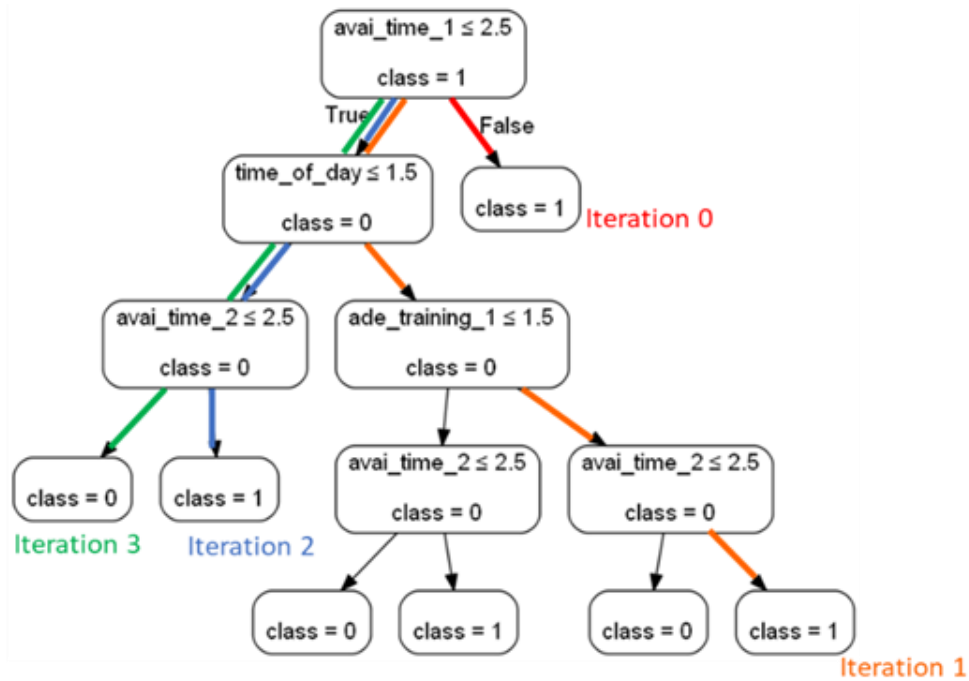 avai_time_1 ≤ 2.5
class = 1
True
False
time_of_day ≤ 1.5
class = 0
class = 1
Iteration 0
avai_time_2 ≤ 2.5
class = 0
ade_training_1 ≤ 1.5
class = 0
class = 0
class = 1
Iteration 3
Iteration 2
avai_time_2 ≤ 2.5
class = 0
avai_time_2 ≤ 2.5
class = 0
class = 0
class = 1
class = 0
class = 1
Iteration 1